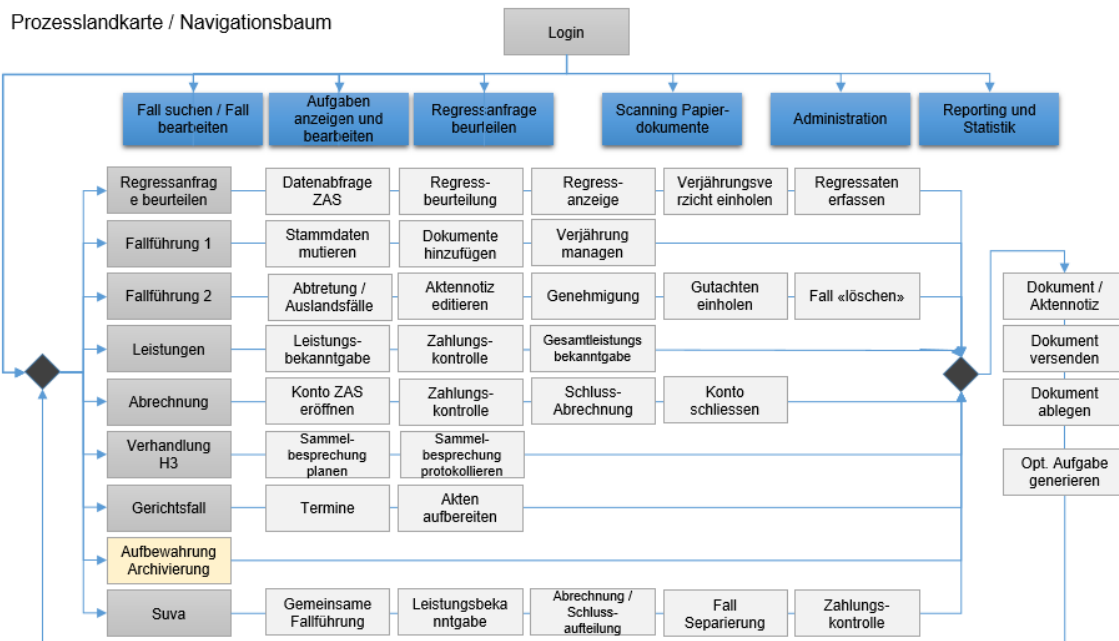 Prozesslandkarte / Navigationsbaum
Login
Fall suchen / Fall
bearbeiten
Aufgaben
anzeigen und
bearbeiten
Regressanfrage
beurteilen
Scanning Papier-
dokumente
Administration
Reporting und
Statistik
Regressanfrag
e beurteilen
Datenabfrage
ZAS
Regress-
beurteilung
Regress-
anzeige
Verjährungsve
rzicht einholen
Regressaten
erfassen
Fallführung 1
Stammdaten
mutieren
Dokumente
hinzufügen
Verjährung
managen
Fallführung 2
Abtretung /
Auslandsfälle
Aktennotiz
editieren
Genehmigung
Gutachten
einholen
Fall «löschen»
Leistungen
Leistungs-
bekanntgabe
Zahlungs-
kontrolle
Gesamtleistungs
bekanntgabe
Abrechnung
Konto ZAS
eröffnen
Zahlungs-
kontrolle
Schluss-
Abrechnung
Konto
schliessen
Verhandlung
H3
Sammel-
besprechung
planen
Sammel-
besprechung
protokollieren
Gerichtsfall
Termine
Akten
aufbereiten
Aufbewahrung
Archivierung
Suva
Gemeinsame
Fallführung
Leistungsbeka
nntgabe
Abrechnung /
Schluss-
aufteilung
Fall
Separierung
Zahlungs-
kontrolle
Dokument /
Aktennotiz
Dokument
versenden
Dokument
ablegen
Opt. Aufgabe
generieren